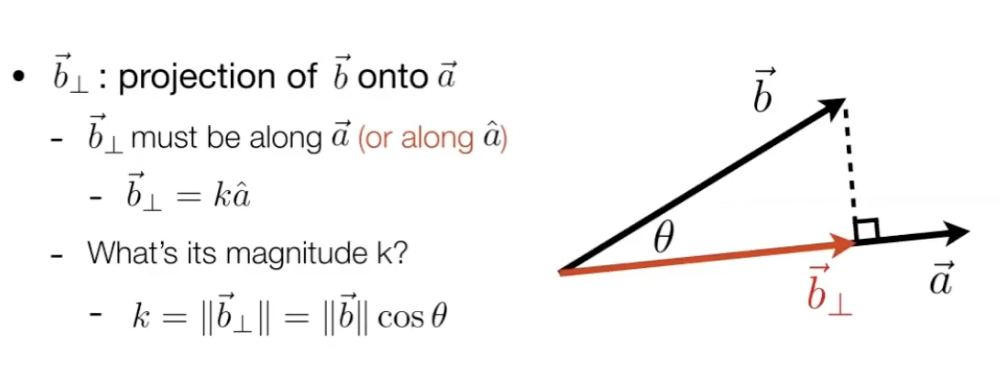 • $\vec{b}_\perp$ : projection of $\vec{b}$ onto $\vec{a}$
- $\vec{b}_\perp$ must be along $\vec{a}$ (or along $\hat{a}$)
- $\vec{b}_\perp = k\hat{a}$
- What's its magnitude k?
- $k = \|\vec{b}_\perp\| = \|\vec{b}\| \cos\theta$
$\vec{b}$
$\theta$
$\vec{b}_\perp$
$\vec{a}$